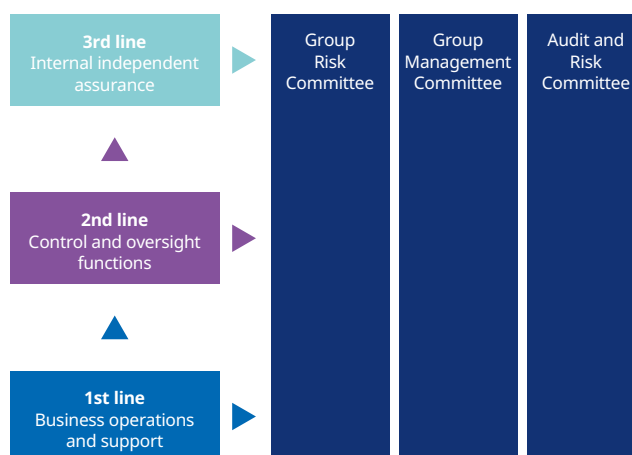 3rd line
Internal independent
assurance
Group
Risk
Committee
Group
Management
Committee
Audit and
Risk
Committee
2nd line
Control and oversight
functions
1st line
Business operations
and support